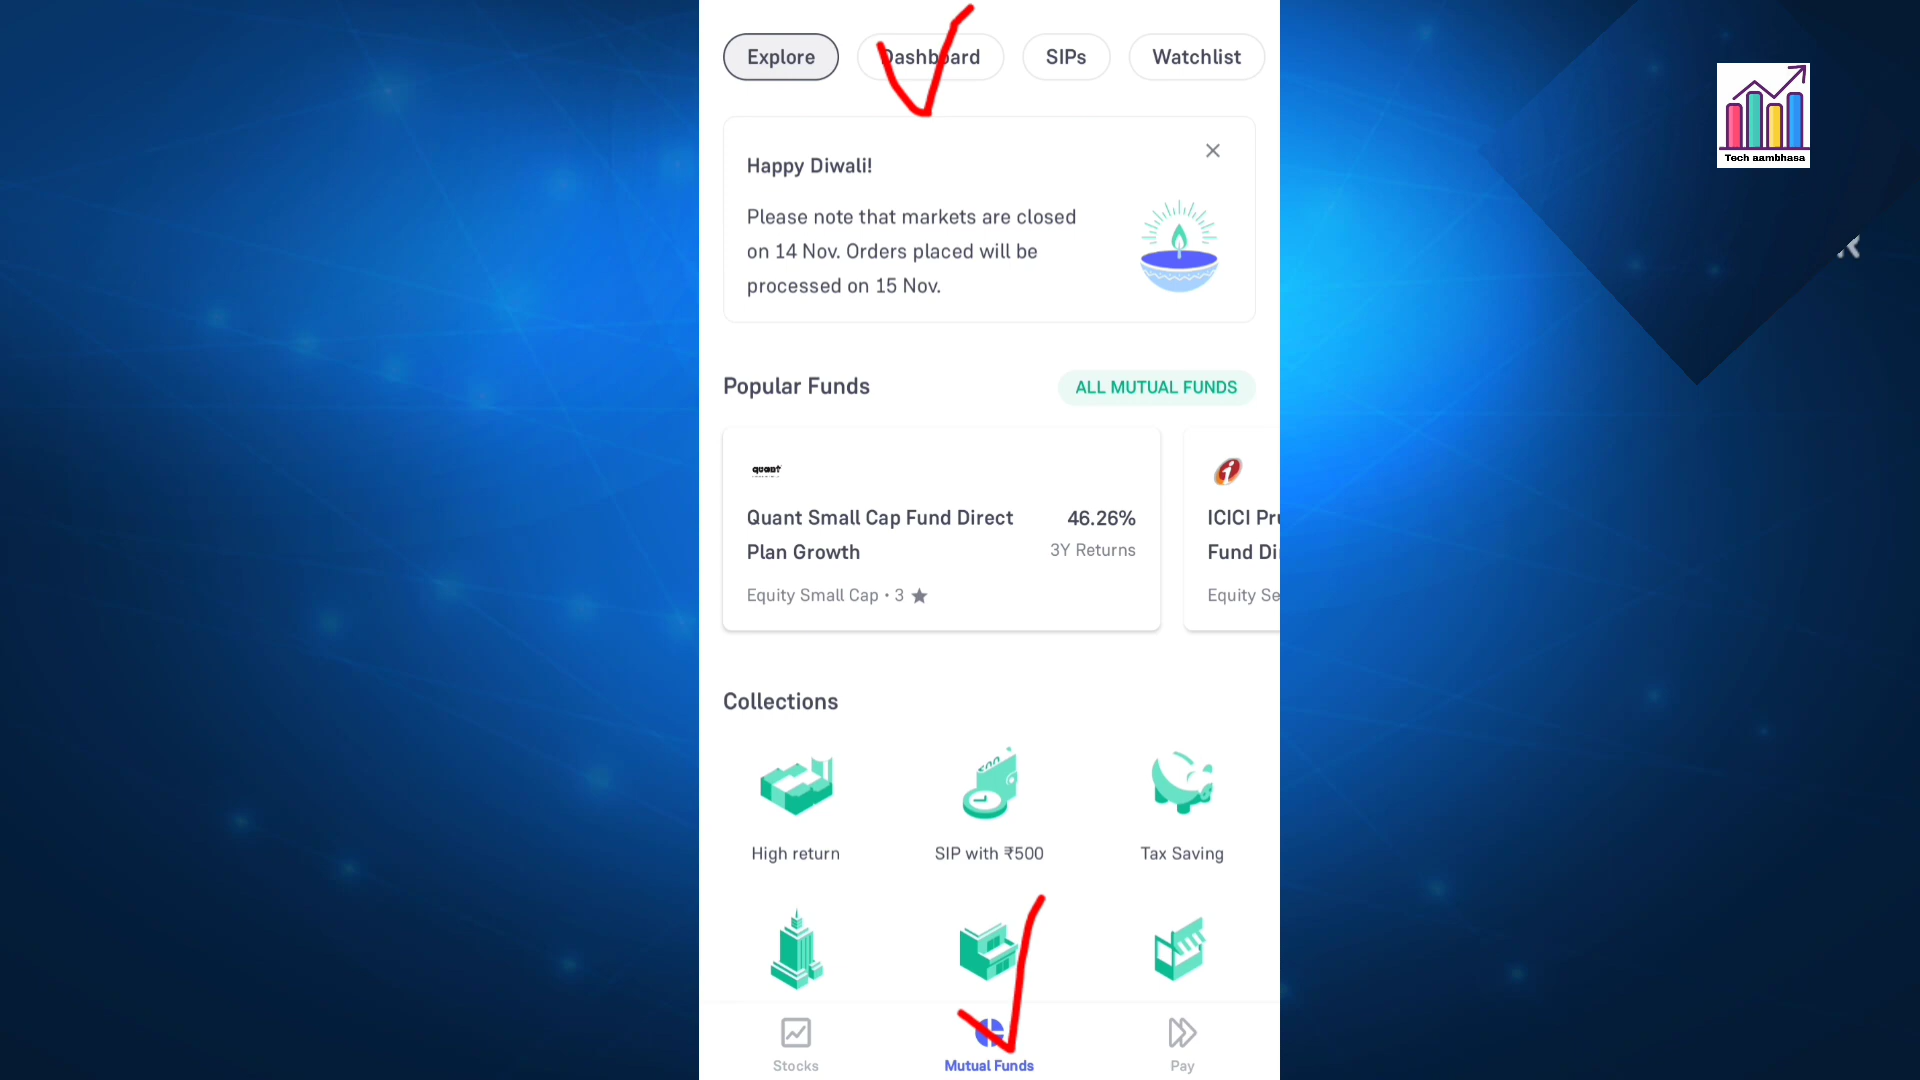 Explore Dashboard SIPs Watchlist
Happy Diwali!
Please note that markets are closed
on 14 Nov. Orders placed will be
processed on 15 Nov.
Popular Funds ALL MUTUAL FUNDS
quant
Quant Small Cap Fund Direct 46.26%
Plan Growth 3Y Returns
Equity Small Cap • 3 ★
ICICI
Fund
Equity
Collections
High return SIP with ₹500 Tax Saving
Stocks Mutual Funds Pay
Tech aambhasa